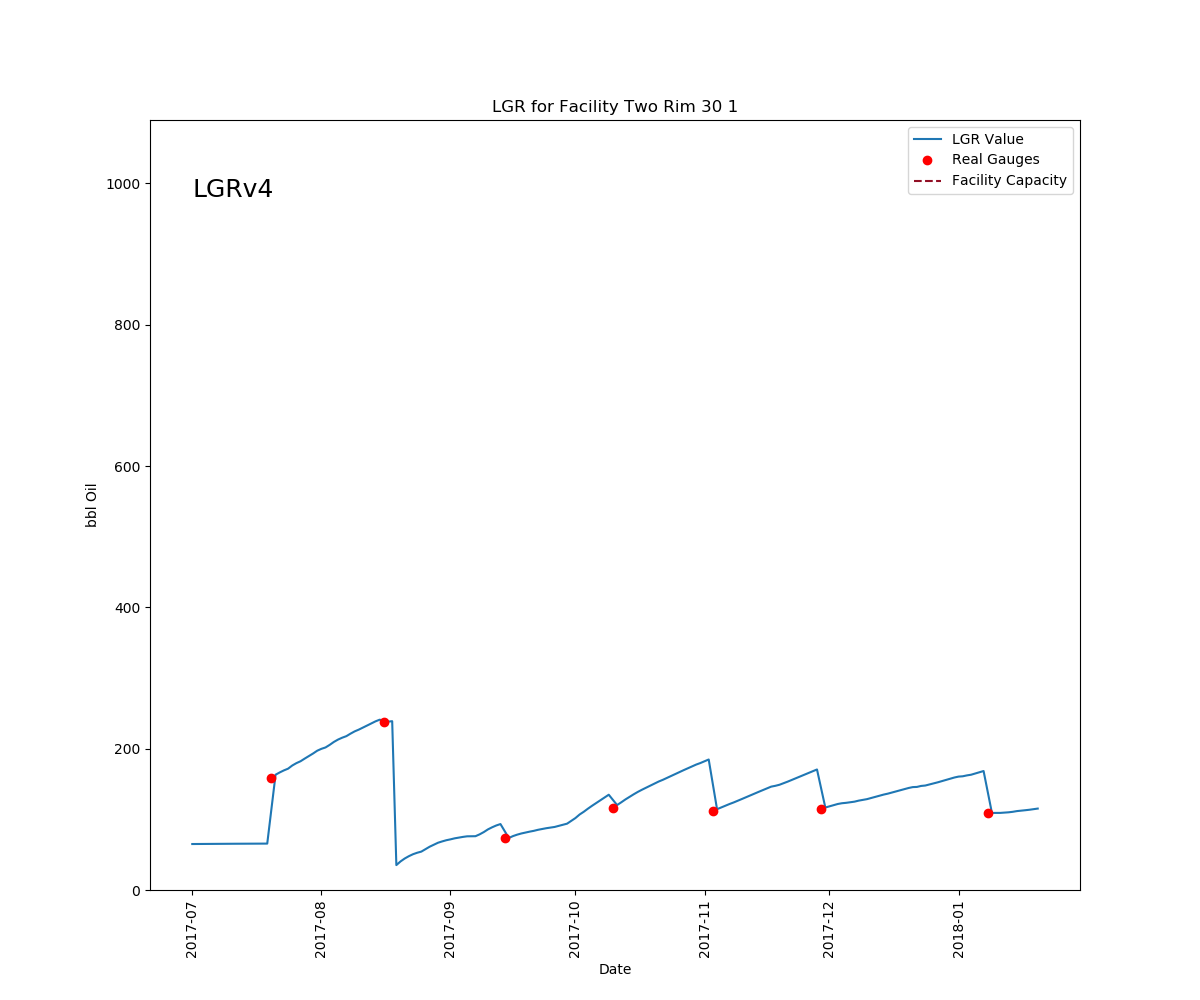 LGR for Facility Two Rim 30 1
LGRv4
LGR Value
Real Gauges
Facility Capacity
bbl Oil
1000
800
600
400
200
0
2017-07
2017-08
2017-09
2017-10
2017-11
2017-12
2018-01
Date